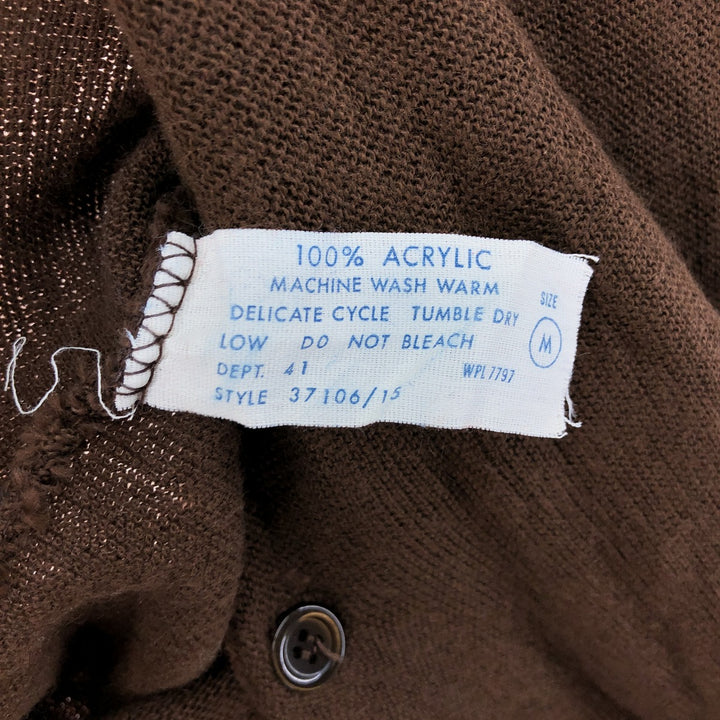 100% ACRYLIC
MACHINE WASH WARM
DELICATE CYCLE TUMBLE DRY
LOW DO NOT BLEACH
DEPT. 41 WPL 7797
STYLE 37106/15
SIZE
M